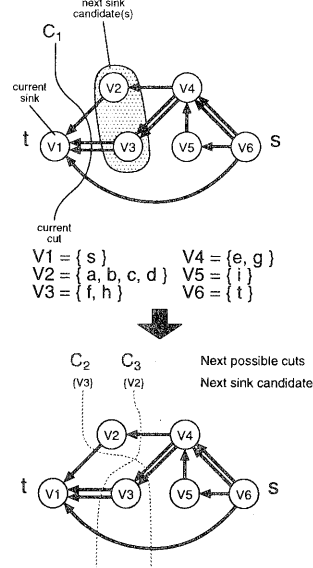 next sink
candidate(s)
C1
current
sink
V2
V4
t
V1
V3
V5
V6
s
current
cut
V1 = { s } V4 = {e, g }
V2 = { a, b, c, d } V5 = { i }
V3 = { f, h } V6 = { t }
C2 C3 Next possible cuts
{V3} {V2} Next sink candidate
V2
V4
t
V1
V3
V5
V6
s